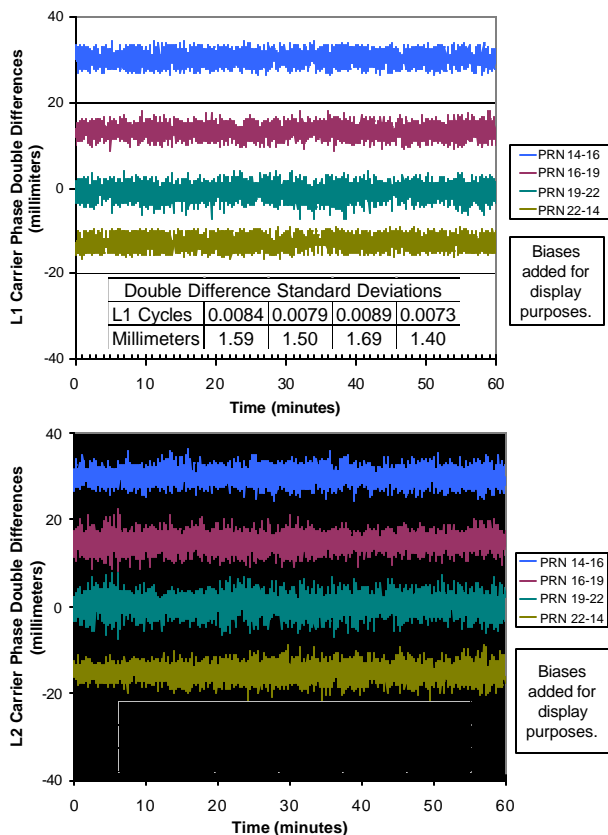 40
20
0
-20
-40
L1 Carrier Phase Double Differences
(millimiters)
Double Difference Standard Deviations
L1 Cycles 0.0084 0.0079 0.0089 0.0073
Millimeters 1.59 1.50 1.69 1.40
0 10 20 30 40 50 60
Time (minutes)
PRN 14-16
PRN 16-19
PRN 19-22
PRN 22-14
Biases
added for
display
purposes.
40
20
0
-20
-40
L2 Carrier Phase Double Differences
(millimeters)
0 10 20 30 40 50 60
Time (minutes)
PRN 14-16
PRN 16-19
PRN 19-22
PRN 22-14
Biases
added for
display
purposes.